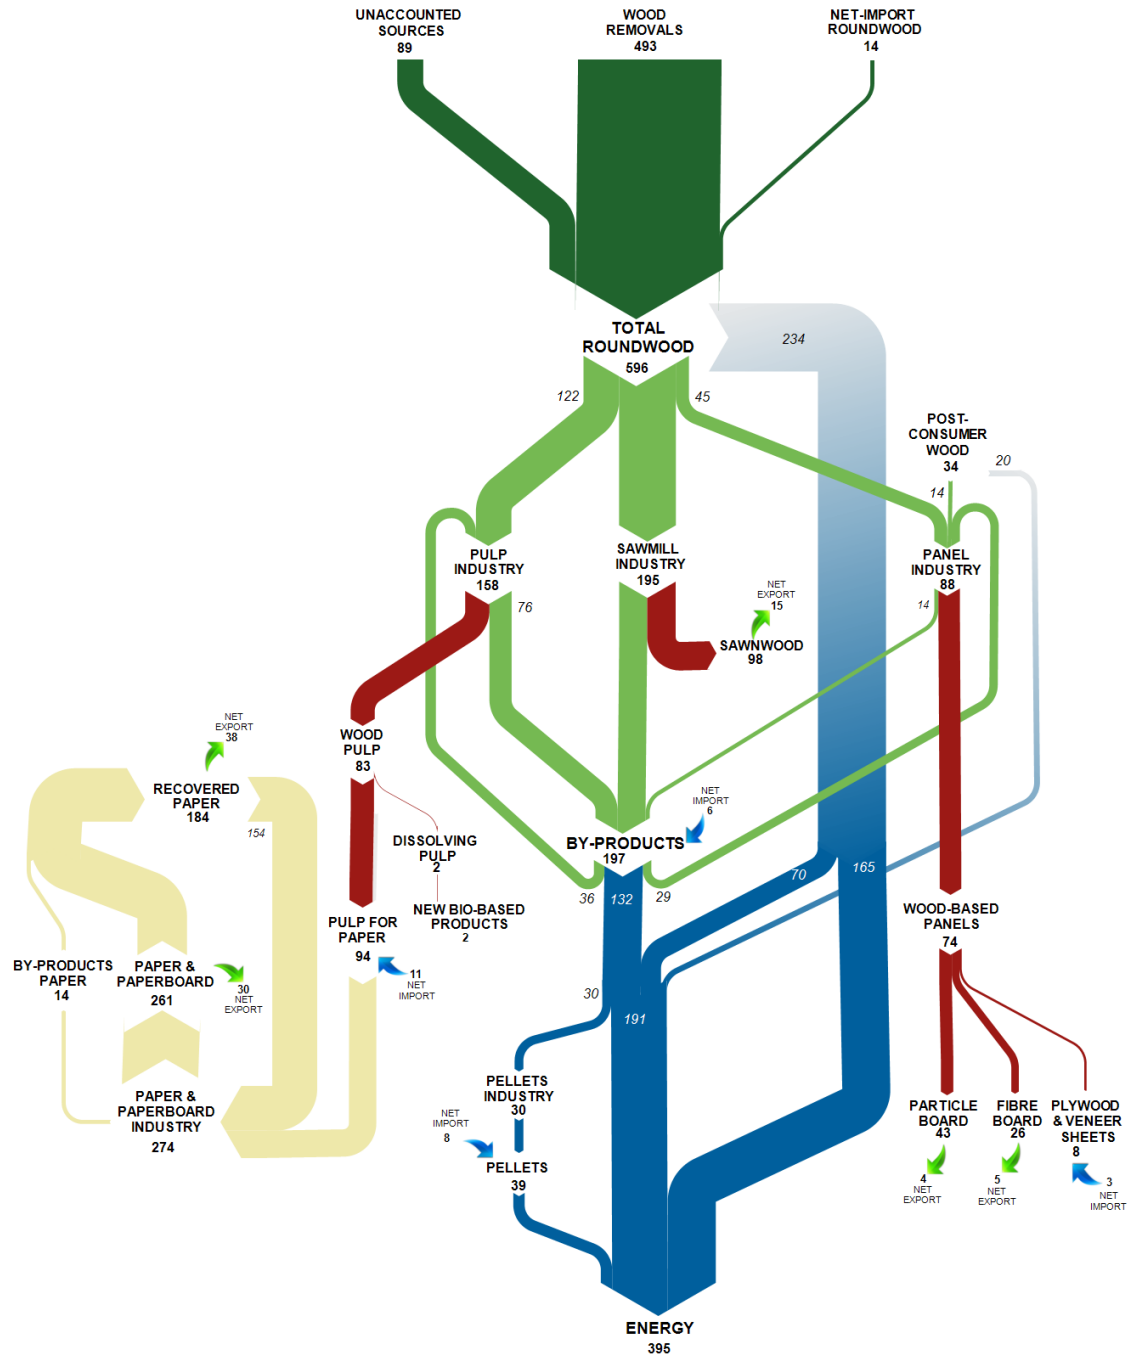 UNACCOUNTED
SOURCES
89
WOOD
REMOVALS
493
NET-IMPORT
ROUNDWOOD
14
TOTAL
ROUNDWOOD
596
234
122
45
POST-
CONSUMER
WOOD
34
20
14
PULP
INDUSTRY
158
SAWMILL
INDUSTRY
195
PANEL
INDUSTRY
88
76
14
NET
EXPORT
15
SAWNWOOD
98
NET
EXPORT
38
WOOD
PULP
83
RECOVERED
PAPER
184
154
NET
IMPORT
6
DISSOLVING
PULP
2
BY-PRODUCTS
197
36
132
29
70
165
NEW BIO-BASED
PRODUCTS
2
PULP FOR
PAPER
94
11
NET
IMPORT
WOOD-BASED
PANELS
74
BY-PRODUCTS
PAPER
14
PAPER &
PAPERBOARD
261
30
NET
EXPORT
30
191
PAPER &
PAPERBOARD
INDUSTRY
274
PELLETS
INDUSTRY
30
NET
IMPORT
8
PELLETS
39
PARTICLE
BOARD
43
FIBRE
BOARD
26
PLYWOOD
& VENEER
SHEETS
8
4
NET
EXPORT
5
NET
EXPORT
3
NET
IMPORT
ENERGY
395